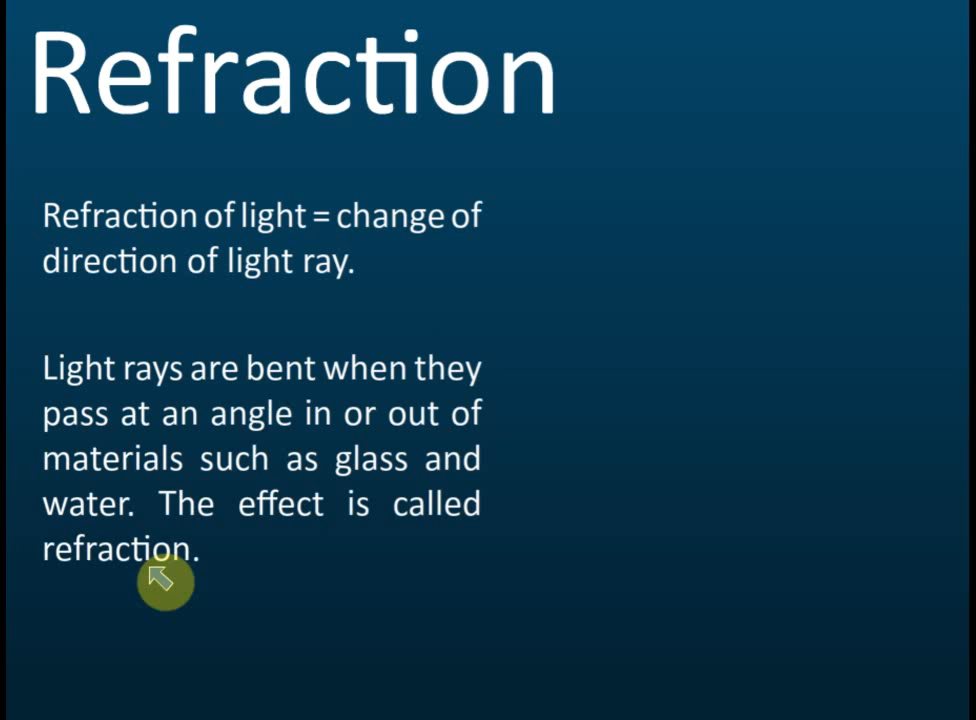 Refraction
Refraction of light = change of
direction of light ray.
Light rays are bent when they
pass at an angle in or out of
materials such as glass and
water. The effect is called
refraction.